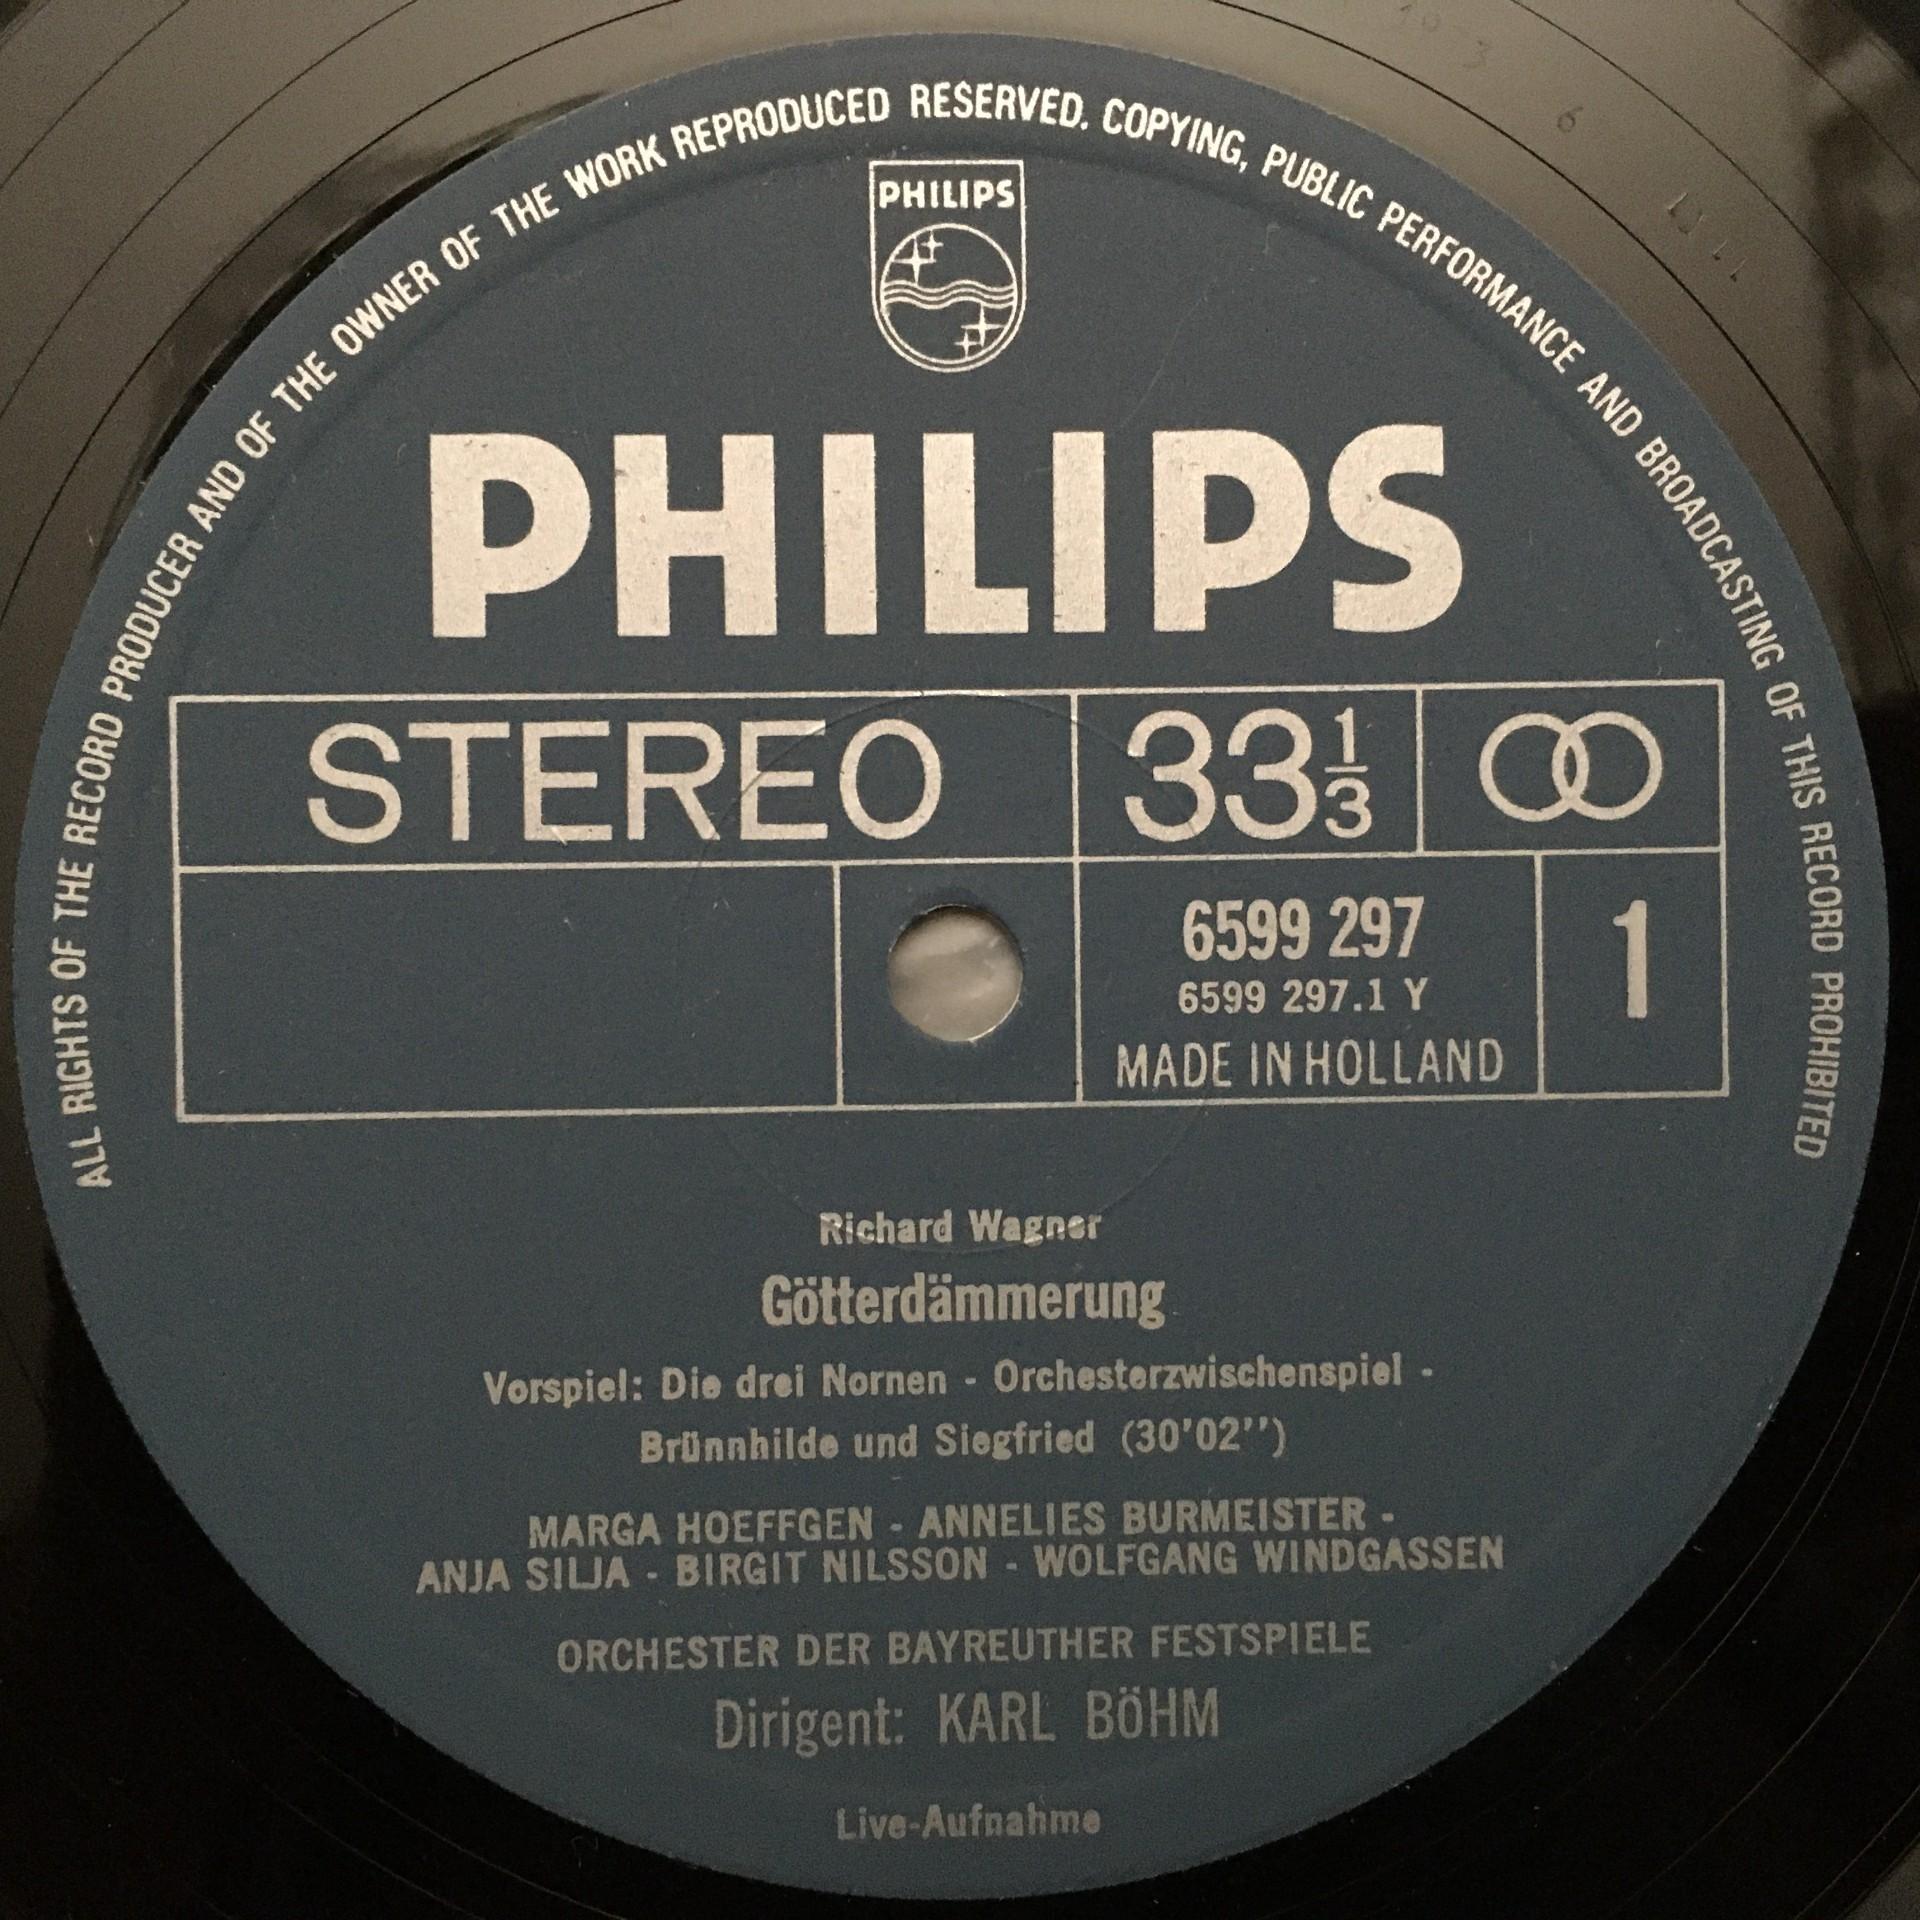 ALL RIGHTS OF THE RECORD PRODUCER AND OF THE OWNER OF THE WORK REPRODUCED RESERVED. COPYING, PUBLIC PERFORMANCE AND BROADCASTING OF THIS RECORD PROHIBITED
PHILIPS
PHILIPS
STEREO 33 1/3
6599 297 1
6599 297.1 Y
MADE IN HOLLAND
Richard Wagner
Götterdämmerung
Vorspiel: Die drei Nornen - Orchesterzwischenspiel -
Brünnhilde und Siegfried (30'02'')
MARGA HOEFFGEN - ANNELIES BURMEISTER -
ANJA SILJA - BIRGIT NILSSON - WOLFGANG WINDGASSEN
ORCHESTER DER BAYREUTHER FESTSPIELE
Dirigent: KARL BÖHM
Live-Aufnahme